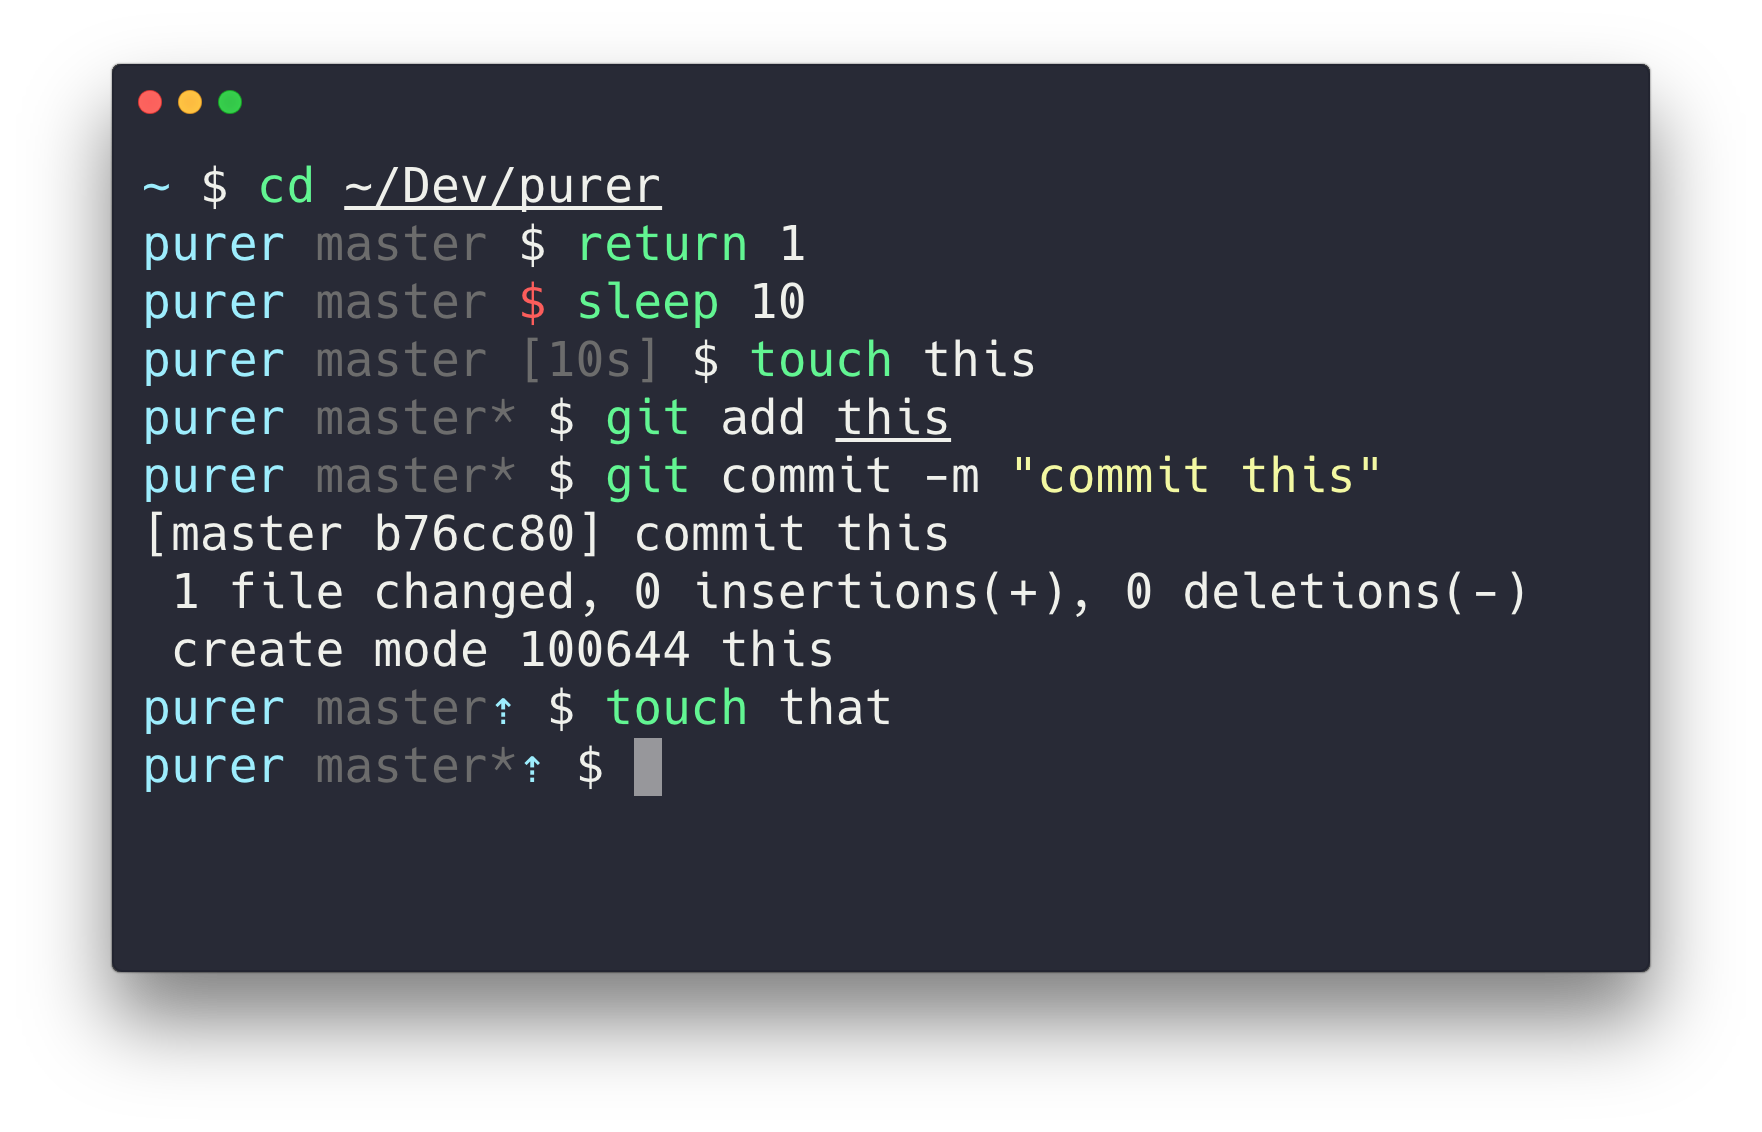 ~ $ cd ~/Dev/purer
purer master $ return 1
purer master $ sleep 10
purer master [10s] $ touch this
purer master* $ git add this
purer master* $ git commit -m "commit this"
[master b76cc80] commit this
 1 file changed, 0 insertions(+), 0 deletions(-)
 create mode 100644 this
purer master⇡ $ touch that
purer master*⇡ $